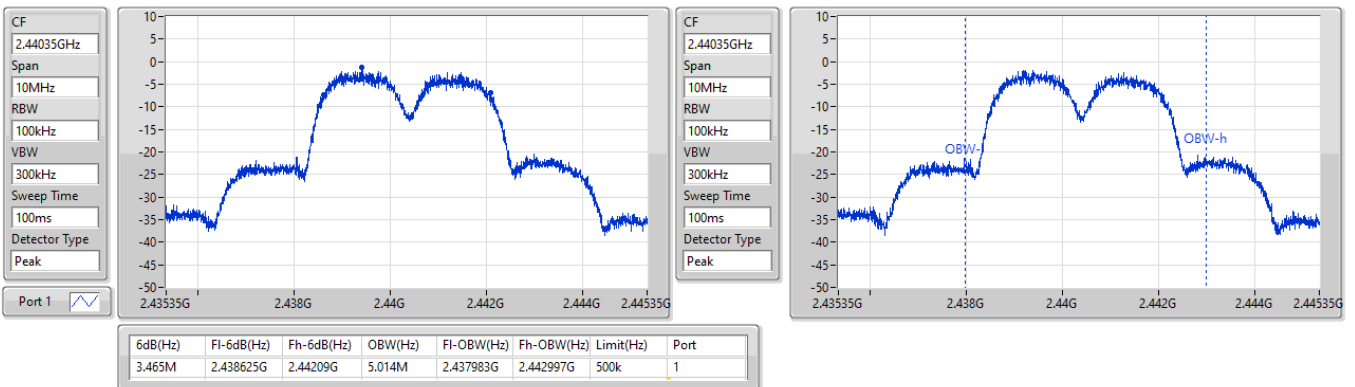 CF
2.44035GHz
Span
10MHz
RBW
100kHz
VBW
300kHz
Sweep Time
100ms
Detector Type
Peak
Port 1
10
5
0
-5
-10
-15
-20
-25
-30
-35
-40
-45
-50
2.43535G 2.438G 2.44G 2.442G 2.444G 2.44535G
CF
2.44035GHz
Span
10MHz
RBW
100kHz
VBW
300kHz
Sweep Time
100ms
Detector Type
Peak
10
5
0
-5
-10
-15
-20
-25
-30
-35
-40
-45
-50
OBW-h
2.43535G 2.438G 2.44G 2.442G 2.444G 2.44535G
6dB(Hz) Fl-6dB(Hz) Fh-6dB(Hz) OBW(Hz) Fl-OBW(Hz) Fh-OBW(Hz) Limit(Hz) Port
3.465M 2.438625G 2.44209G 5.014M 2.437983G 2.442997G 500k 1